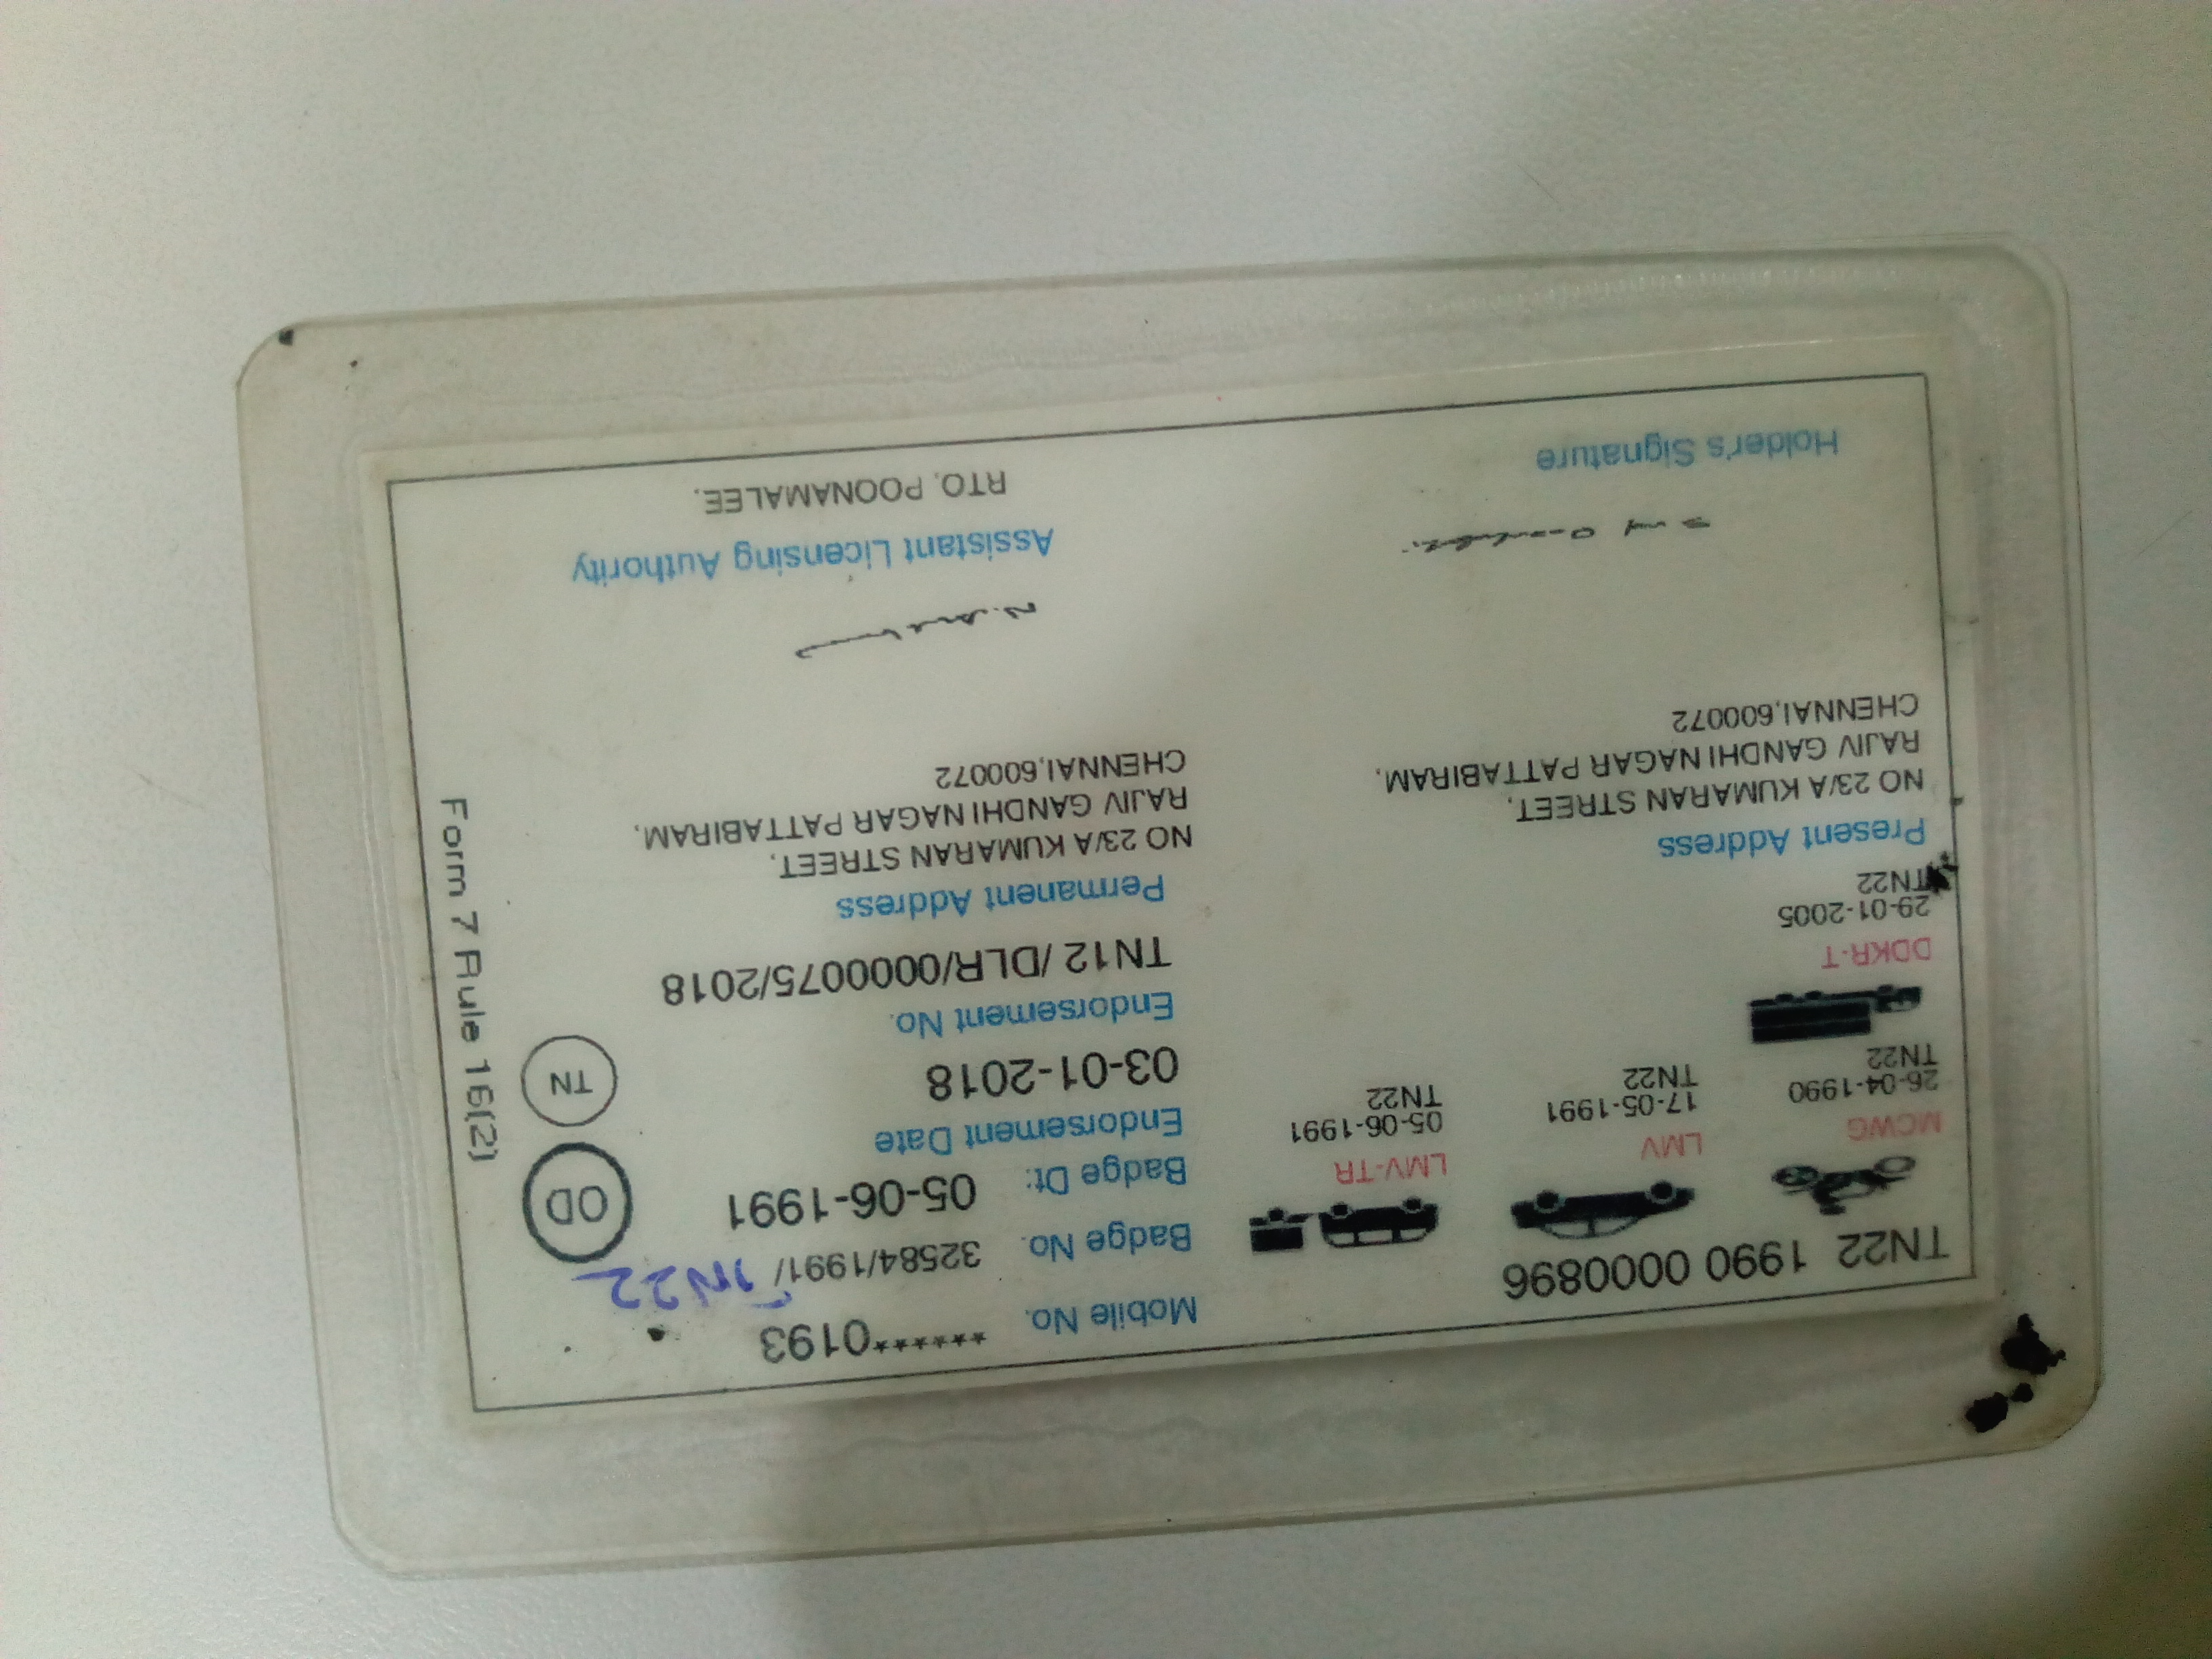 TN22 1990 0000896
MCWG
26-04-1990
TN22
LMV
17-05-1991
TN22
LMV-TR
05-06-1991
TN22
DDKR-T
29-01-2005
TN22
Present Address
NO 23/A KUMARAN STREET,
RAJIV GANDHI NAGAR PATTABIRAM,
CHENNAI,600072
Holder's Signature
Mobile No. ******0193
Badge No. 32584/1991/ TN22
Badge Dt: 05-06-1991
OD
Endorsement Date
03-01-2018
TN
Endorsement No.
TN12 /DLR/0000075/2018
Permanent Address
NO 23/A KUMARAN STREET,
RAJIV GANDHI NAGAR PATTABIRAM,
CHENNAI,600072
Assistant Licensing Authority
RTO, POONAMALEE.
Form 7 Rule 16(2)